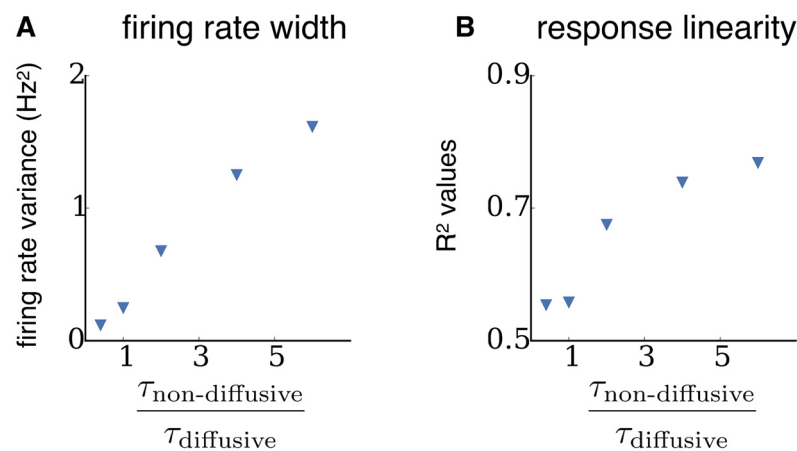 A firing rate width
firing rate variance (Hz²)
2
1
0
1 3 5
τnon-diffusive
τdiffusive
B response linearity
R² values
0.9
0.7
0.5
1 3 5
τnon-diffusive
τdiffusive